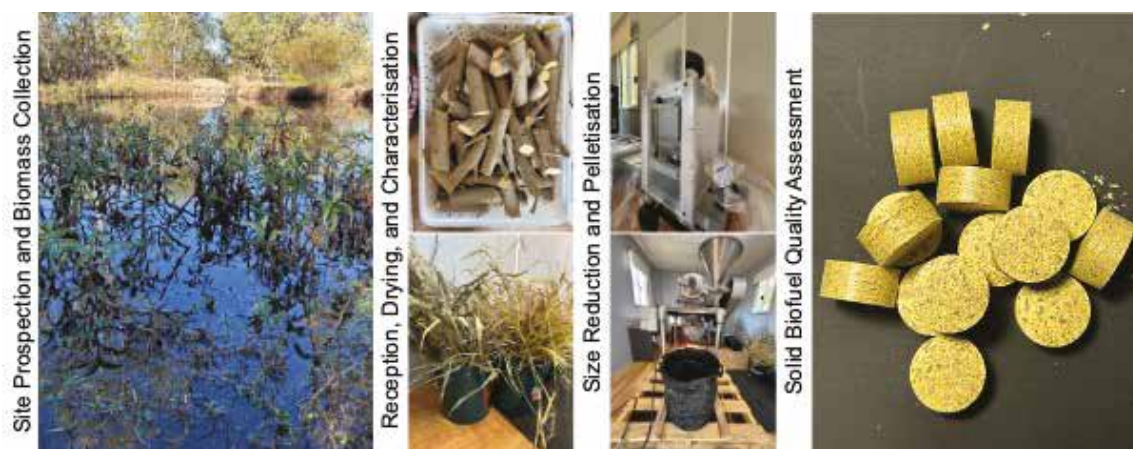 Site Prospection and Biomass Collection
Reception, Drying, and Characterisation
Size Reduction and Pelletisation
Solid Biofuel Quality Assessment